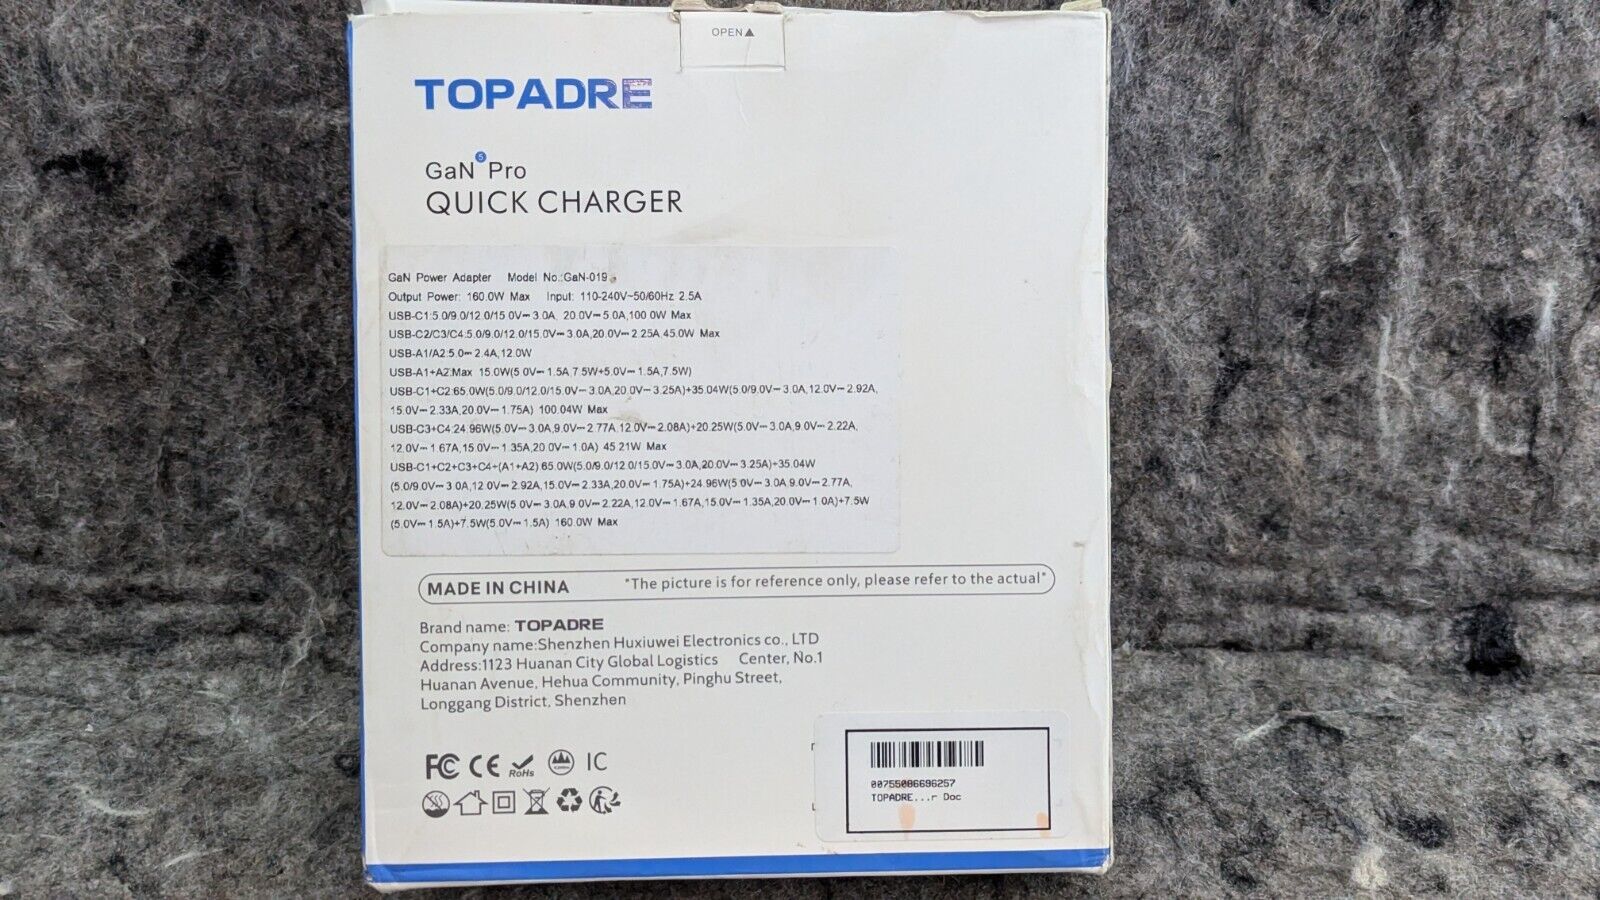 OPEN▲
TOPADRE
GaN⁵ Pro
QUICK CHARGER
GaN Power Adapter Model No.:GaN-019
Output Power: 160.0W Max Input: 110-240V~50/60Hz 2.5A
USB-C1:5.0/9.0/12.0/15.0V⎓3.0A, 20.0V⎓5.0A,100.0W Max
USB-C2/C3/C4:5.0/9.0/12.0/15.0V⎓3.0A,20.0V⎓2.25A,45.0W Max
USB-A1/A2:5.0⎓2.4A,12.0W
USB-A1+A2:Max 15.0W(5.0V⎓1.5A,7.5W+5.0V⎓1.5A,7.5W)
USB-C1+C2:65.0W(5.0/9.0/12.0/15.0V⎓3.0A,20.0V⎓3.25A)+35.04W(5.0/9.0V⎓3.0A,12.0V⎓2.92A,
15.0V⎓2.33A,20.0V⎓1.75A) 100.04W Max
USB-C3+C4:24.96W(5.0V⎓3.0A,9.0V⎓2.77A,12.0V⎓2.08A)+20.25W(5.0V⎓3.0A,9.0V⎓2.22A,
12.0V⎓1.67A,15.0V⎓1.35A,20.0V⎓1.0A) 45.21W Max
USB-C1+C2+C3+C4+(A1+A2):65.0W(5.0/9.0/12.0/15.0V⎓3.0A,20.0V⎓3.25A)+35.04W
(5.0/9.0V⎓3.0A,12.0V⎓2.92A,15.0V⎓2.33A,20.0V⎓1.75A)+24.96W(5.0V⎓3.0A,9.0V⎓2.77A,
12.0V⎓2.08A)+20.25W(5.0V⎓3.0A,9.0V⎓2.22A,12.0V⎓1.67A,15.0V⎓1.35A,20.0V⎓1.0A)+7.5W
(5.0V⎓1.5A)+7.5W(5.0V⎓1.5A) 160.0W Max
MADE IN CHINA "The picture is for reference only, please refer to the actual"
Brand name: TOPADRE
Company name:Shenzhen Huxiuwei Electronics co., LTD
Address:1123 Huanan City Global Logistics Center, No.1
Huanan Avenue, Hehua Community, Pinghu Street,
Longgang District, Shenzhen
FC CE RoHs IC
00755086696257
TOPADRE...r Doc